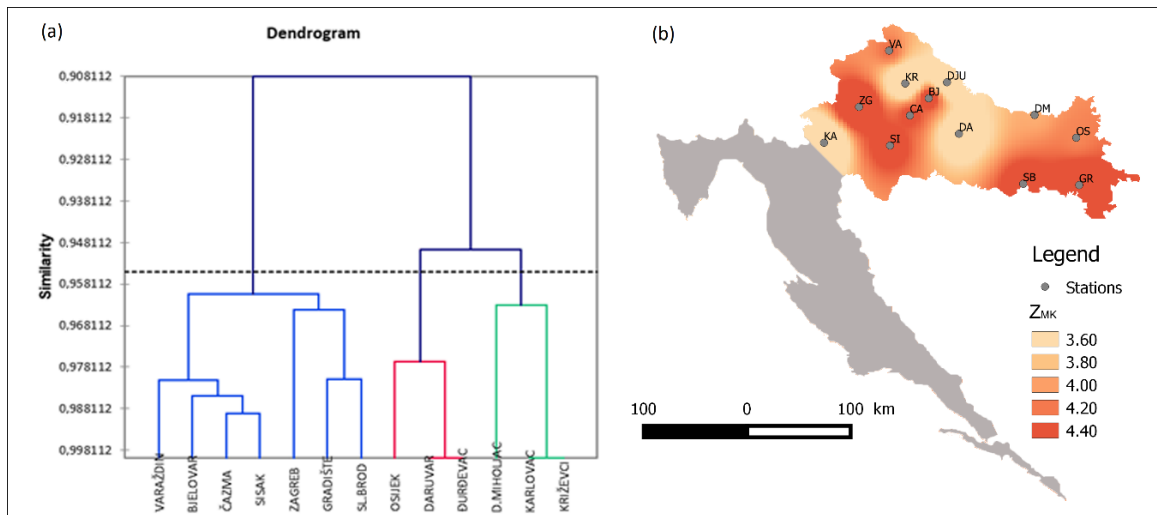 (a)
Dendrogram
0,908112
0,918112
0,928112
0,938112
0,948112
0,958112
0,968112
0,978112
0,988112
0,998112
Similarity
VARAŽDIN
BJELOVAR
ČAZMA
SISAK
ZAGREB
GRADIŠTE
SL.BROD
OSIJEK
DARUVAR
ĐURĐEVAC
D.MIHOLJAC
KARLOVAC
KRIŽEVCI
(b)
VA
KR
DJU
BJ
ZG
CA
DM
DA
OS
KA
SI
SB
GR
Legend
Stations
ZMK
3.60
3.80
4.00
4.20
4.40
100 0 100 km